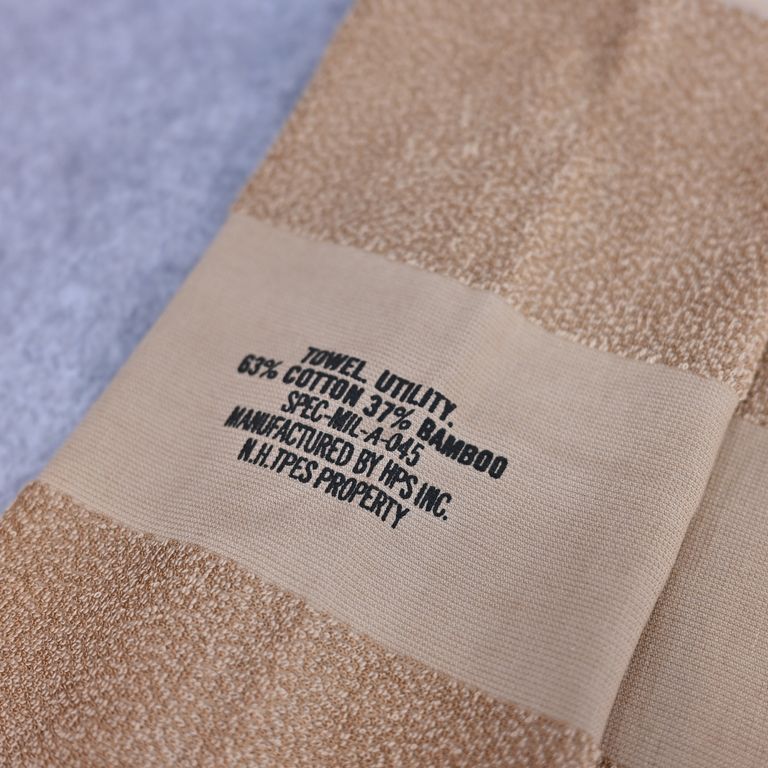 TOWEL, UTILITY.
63% COTTON 37% BAMBOO
SPEC-MIL-A-045
MANUFACTURED BY HPS INC.
N.H.TPES PROPERTY